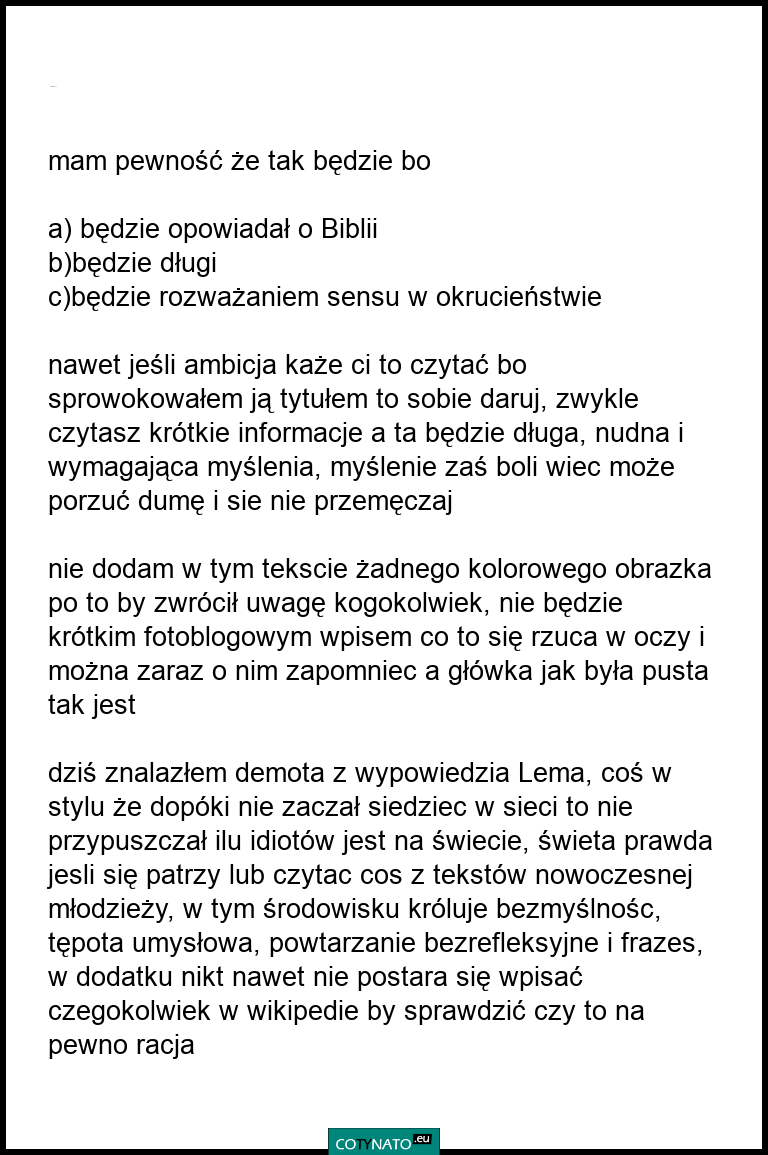 mam pewność że tak będzie bo
a) będzie opowiadał o Biblii
b)będzie długi
c)będzie rozważaniem sensu w okrucieństwie
nawet jeśli ambicja każe ci to czytać bo
sprowokowałem ją tytułem to sobie daruj, zwykle
czytasz krótkie informacje a ta będzie długa, nudna i
wymagająca myślenia, myślenie zaś boli wiec może
porzuć dumę i sie nie przemęczaj
nie dodam w tym tekscie żadnego kolorowego obrazka
po to by zwrócił uwagę kogokolwiek, nie będzie
krótkim fotoblogowym wpisem co to się rzuca w oczy i
można zaraz o nim zapomniec a główka jak była pusta
tak jest
dziś znalazłem demota z wypowiedzia Lema, coś w
stylu że dopóki nie zaczał siedziec w sieci to nie
przypuszczał ilu idiotów jest na świecie, świeta prawda
jesli się patrzy lub czytac cos z tekstów nowoczesnej
młodzieży, w tym środowisku króluje bezmyślnośc,
tępota umysłowa, powtarzanie bezrefleksyjne i frazes,
w dodatku nikt nawet nie postara się wpisać
czegokolwiek w wikipedie by sprawdzić czy to na
pewno racja
COTYNATO.eu